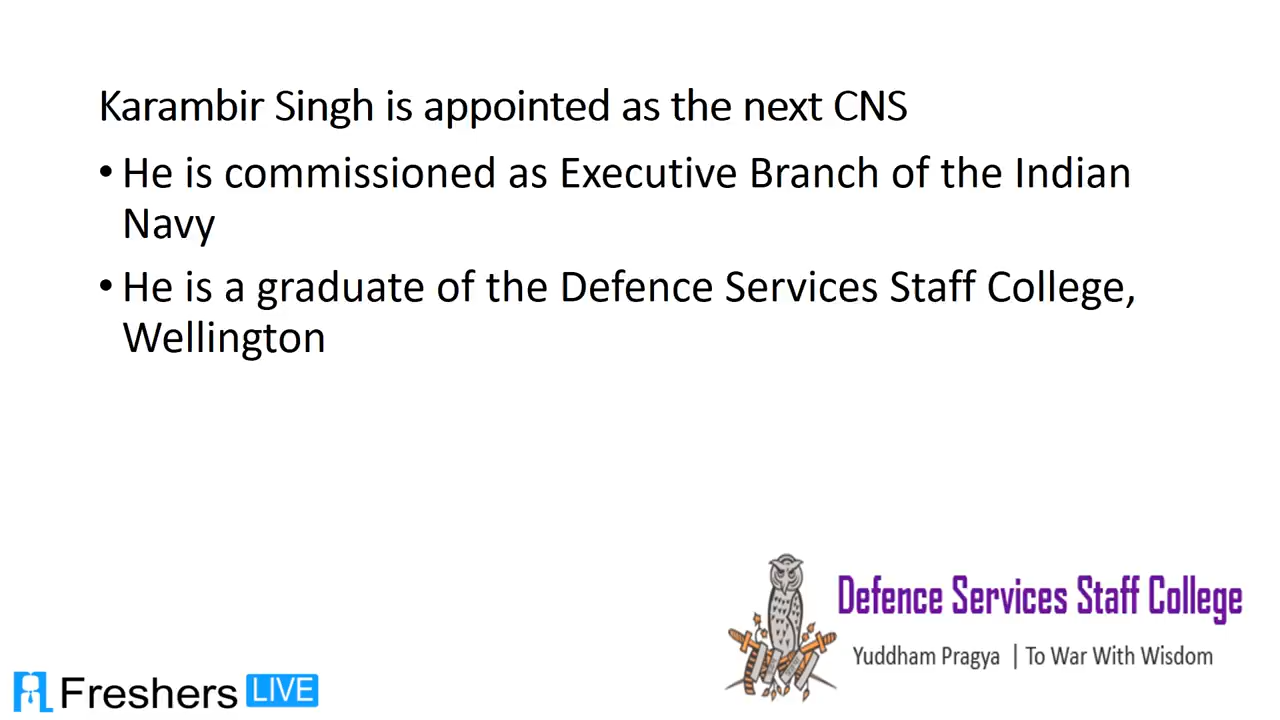 Karambir Singh is appointed as the next CNS
• He is commissioned as Executive Branch of the Indian
Navy
• He is a graduate of the Defence Services Staff College,
Wellington
Defence Services Staff College
Yuddham Pragya | To War With Wisdom
Freshers LIVE